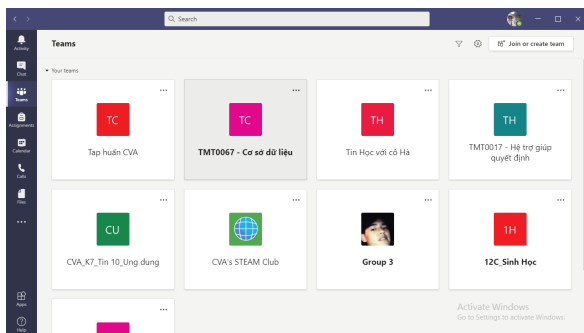 Search
Activity
Teams
Join or create team
Chat
Your teams
Teams
TC
TC
TH
TH
Assignments
Tap huấn CVA
TMT0067 - Cơ sở dữ liệu
Tin Học với cô Hà
TMT0017 - Hệ trợ giúp
quyết định
Calendar
Calls
Files
CU
1H
CVA_K7_Tin 10_Ung dung
CVA's STEAM Club
Group 3
12C_Sinh Học
Apps
Activate Windows
Go to Settings to activate Windows.
Help